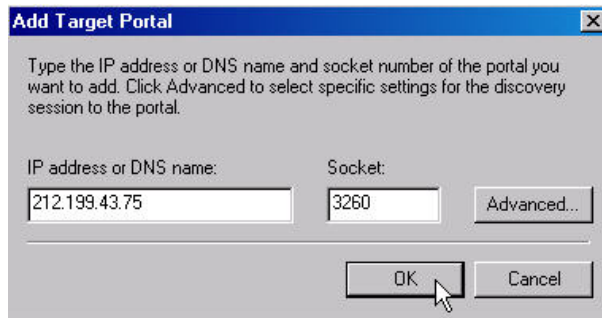 Add Target Portal
Type the IP address or DNS name and socket number of the portal you
want to add. Click Advanced to select specific settings for the discovery
session to the portal.
IP address or DNS name: Socket:
212.199.43.75 3260 Advanced...
OK Cancel